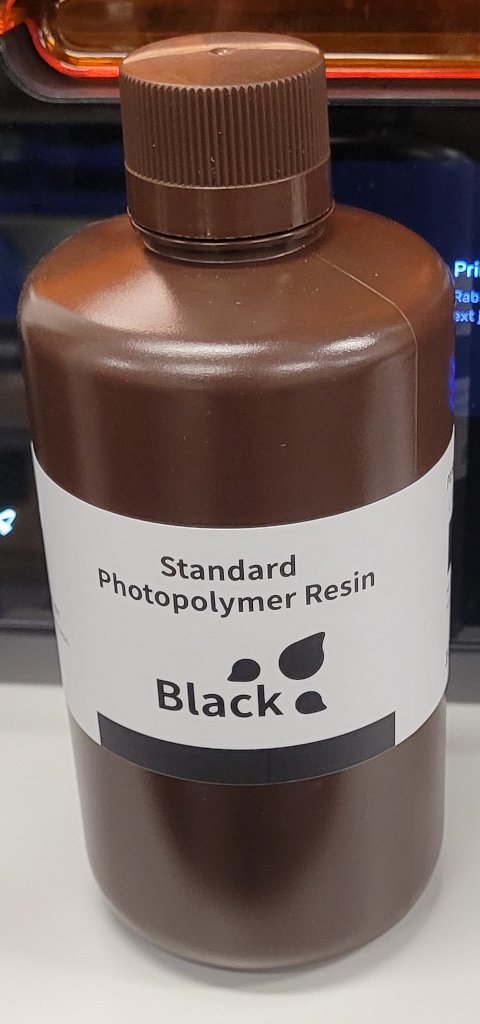 Standard
Photopolymer Resin
Black